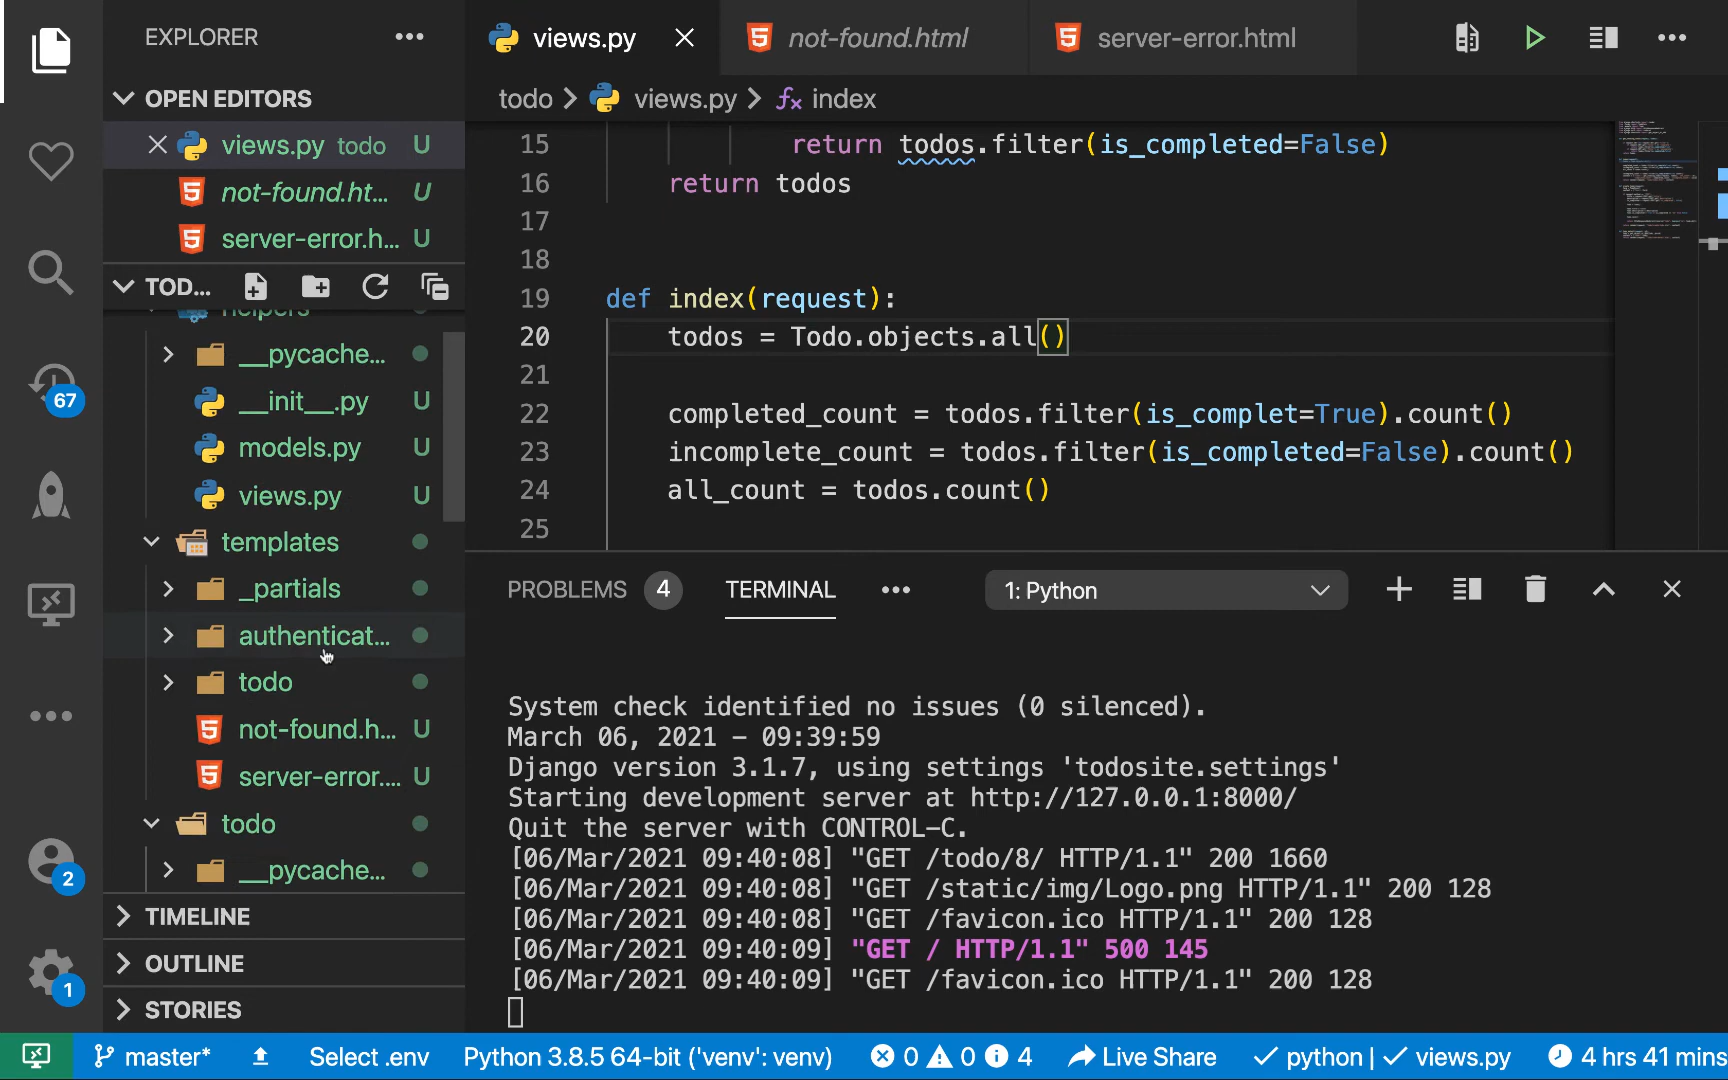 EXPLORER
OPEN EDITORS
views.py todo U
not-found.ht... U
server-error.h... U
TOD...
helpers
__pycache...
__init__.py U
models.py U
views.py U
templates
_partials
authenticat...
todo
not-found.h... U
server-error.... U
todo
__pycache...
TIMELINE
OUTLINE
STORIES
67
2
1
views.py not-found.html server-error.html
todo > views.py > index
15 return todos.filter(is_completed=False)
16 return todos
17
18
19 def index(request):
20 todos = Todo.objects.all()
21
22 completed_count = todos.filter(is_complet=True).count()
23 incomplete_count = todos.filter(is_completed=False).count()
24 all_count = todos.count()
25
PROBLEMS 4 TERMINAL 1: Python
System check identified no issues (0 silenced).
March 06, 2021 - 09:39:59
Django version 3.1.7, using settings 'todosite.settings'
Starting development server at http://127.0.0.1:8000/
Quit the server with CONTROL-C.
[06/Mar/2021 09:40:08] "GET /todo/8/ HTTP/1.1" 200 1660
[06/Mar/2021 09:40:08] "GET /static/img/Logo.png HTTP/1.1" 200 128
[06/Mar/2021 09:40:08] "GET /favicon.ico HTTP/1.1" 200 128
[06/Mar/2021 09:40:09] "GET / HTTP/1.1" 500 145
[06/Mar/2021 09:40:09] "GET /favicon.ico HTTP/1.1" 200 128
master* Select .env Python 3.8.5 64-bit ('venv': venv) 0 0 4 Live Share python | views.py 4 hrs 41 mins